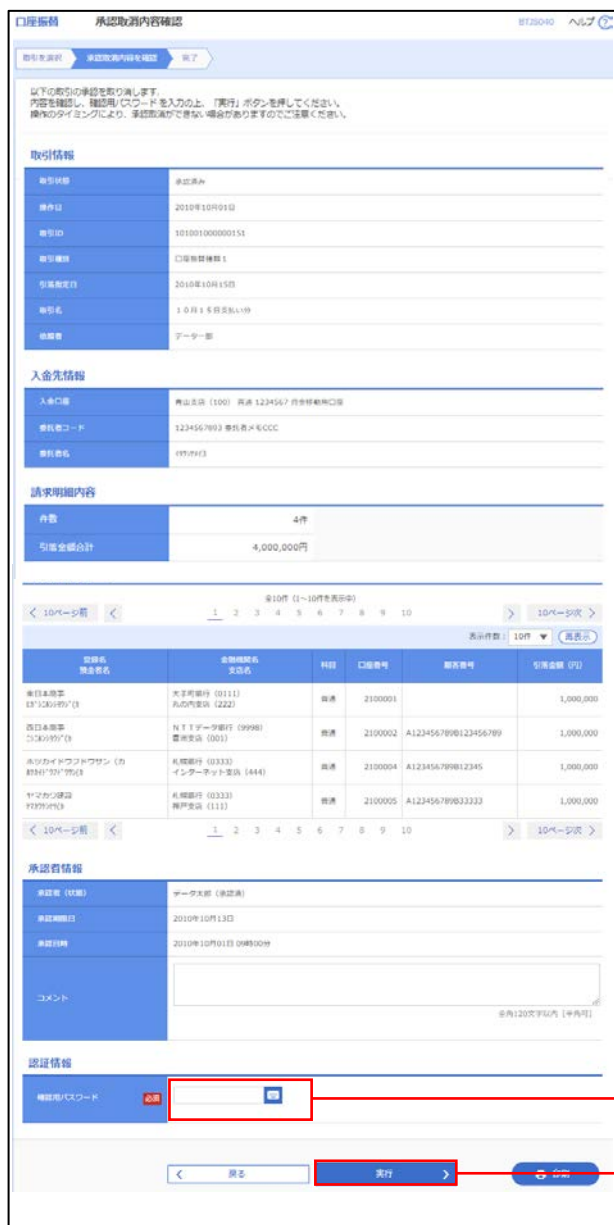 口座振替 承認取消内容確認 BTJS040 ヘルプ ?
取引を選択 承認取消内容を確認 完了
以下の取引の承認を取り消します。
内容を確認し、確認用パスワードを入力の上、「実行」ボタンを押してください。
操作のタイミングにより、承認取消ができない場合がありますのでご注意ください。
取引情報
取引状態 承認済み
操作日 2010年10月01日
取引ID 101001000000151
取引種別 口座振替種類1
引落指定日 2010年10月15日
取引名 10月15日支払い分
依頼者 データ一郎
入金先情報
入金口座 青山支店（100） 普通 1234567 資金移動用口座
委託者コード 1234567893 委託者メモCCC
委託者名
請求明細内容
件数 4件
引落金額合計 4,000,000円
全10件（1～10件を表示中）
10ページ前 1 2 3 4 5 6 7 8 9 10 10ページ次
表示件数： 10件 再表示
登録名 金融機関名 科目 口座番号 顧客番号 引落金額（円）
預金者名 支店名
東日本商事 大手町銀行（0111） 普通 2100001 1,000,000
丸の内支店（222）
西日本商事 NTTデータ銀行（9998） 普通 2100002 A1234567890123456789 1,000,000
豊洲支店（001）
ホッカイドウフドウサン（カ 札幌銀行（0333） 普通 2100004 A12345678912345 1,000,000
インターネット支店（444）
ヤマカワ建設 札幌銀行（0333） 普通 2100005 A123456789B33333 1,000,000
神戸支店（111）
10ページ前 1 2 3 4 5 6 7 8 9 10 10ページ次
承認者情報
承認者（状態） データ太郎（承認済）
承認期限日 2010年10月13日
承認日時 2010年10月01日 09時00分
コメント
全角120文字以内［半角可］
認証情報
確認用パスワード 必須
戻る 実行 印刷